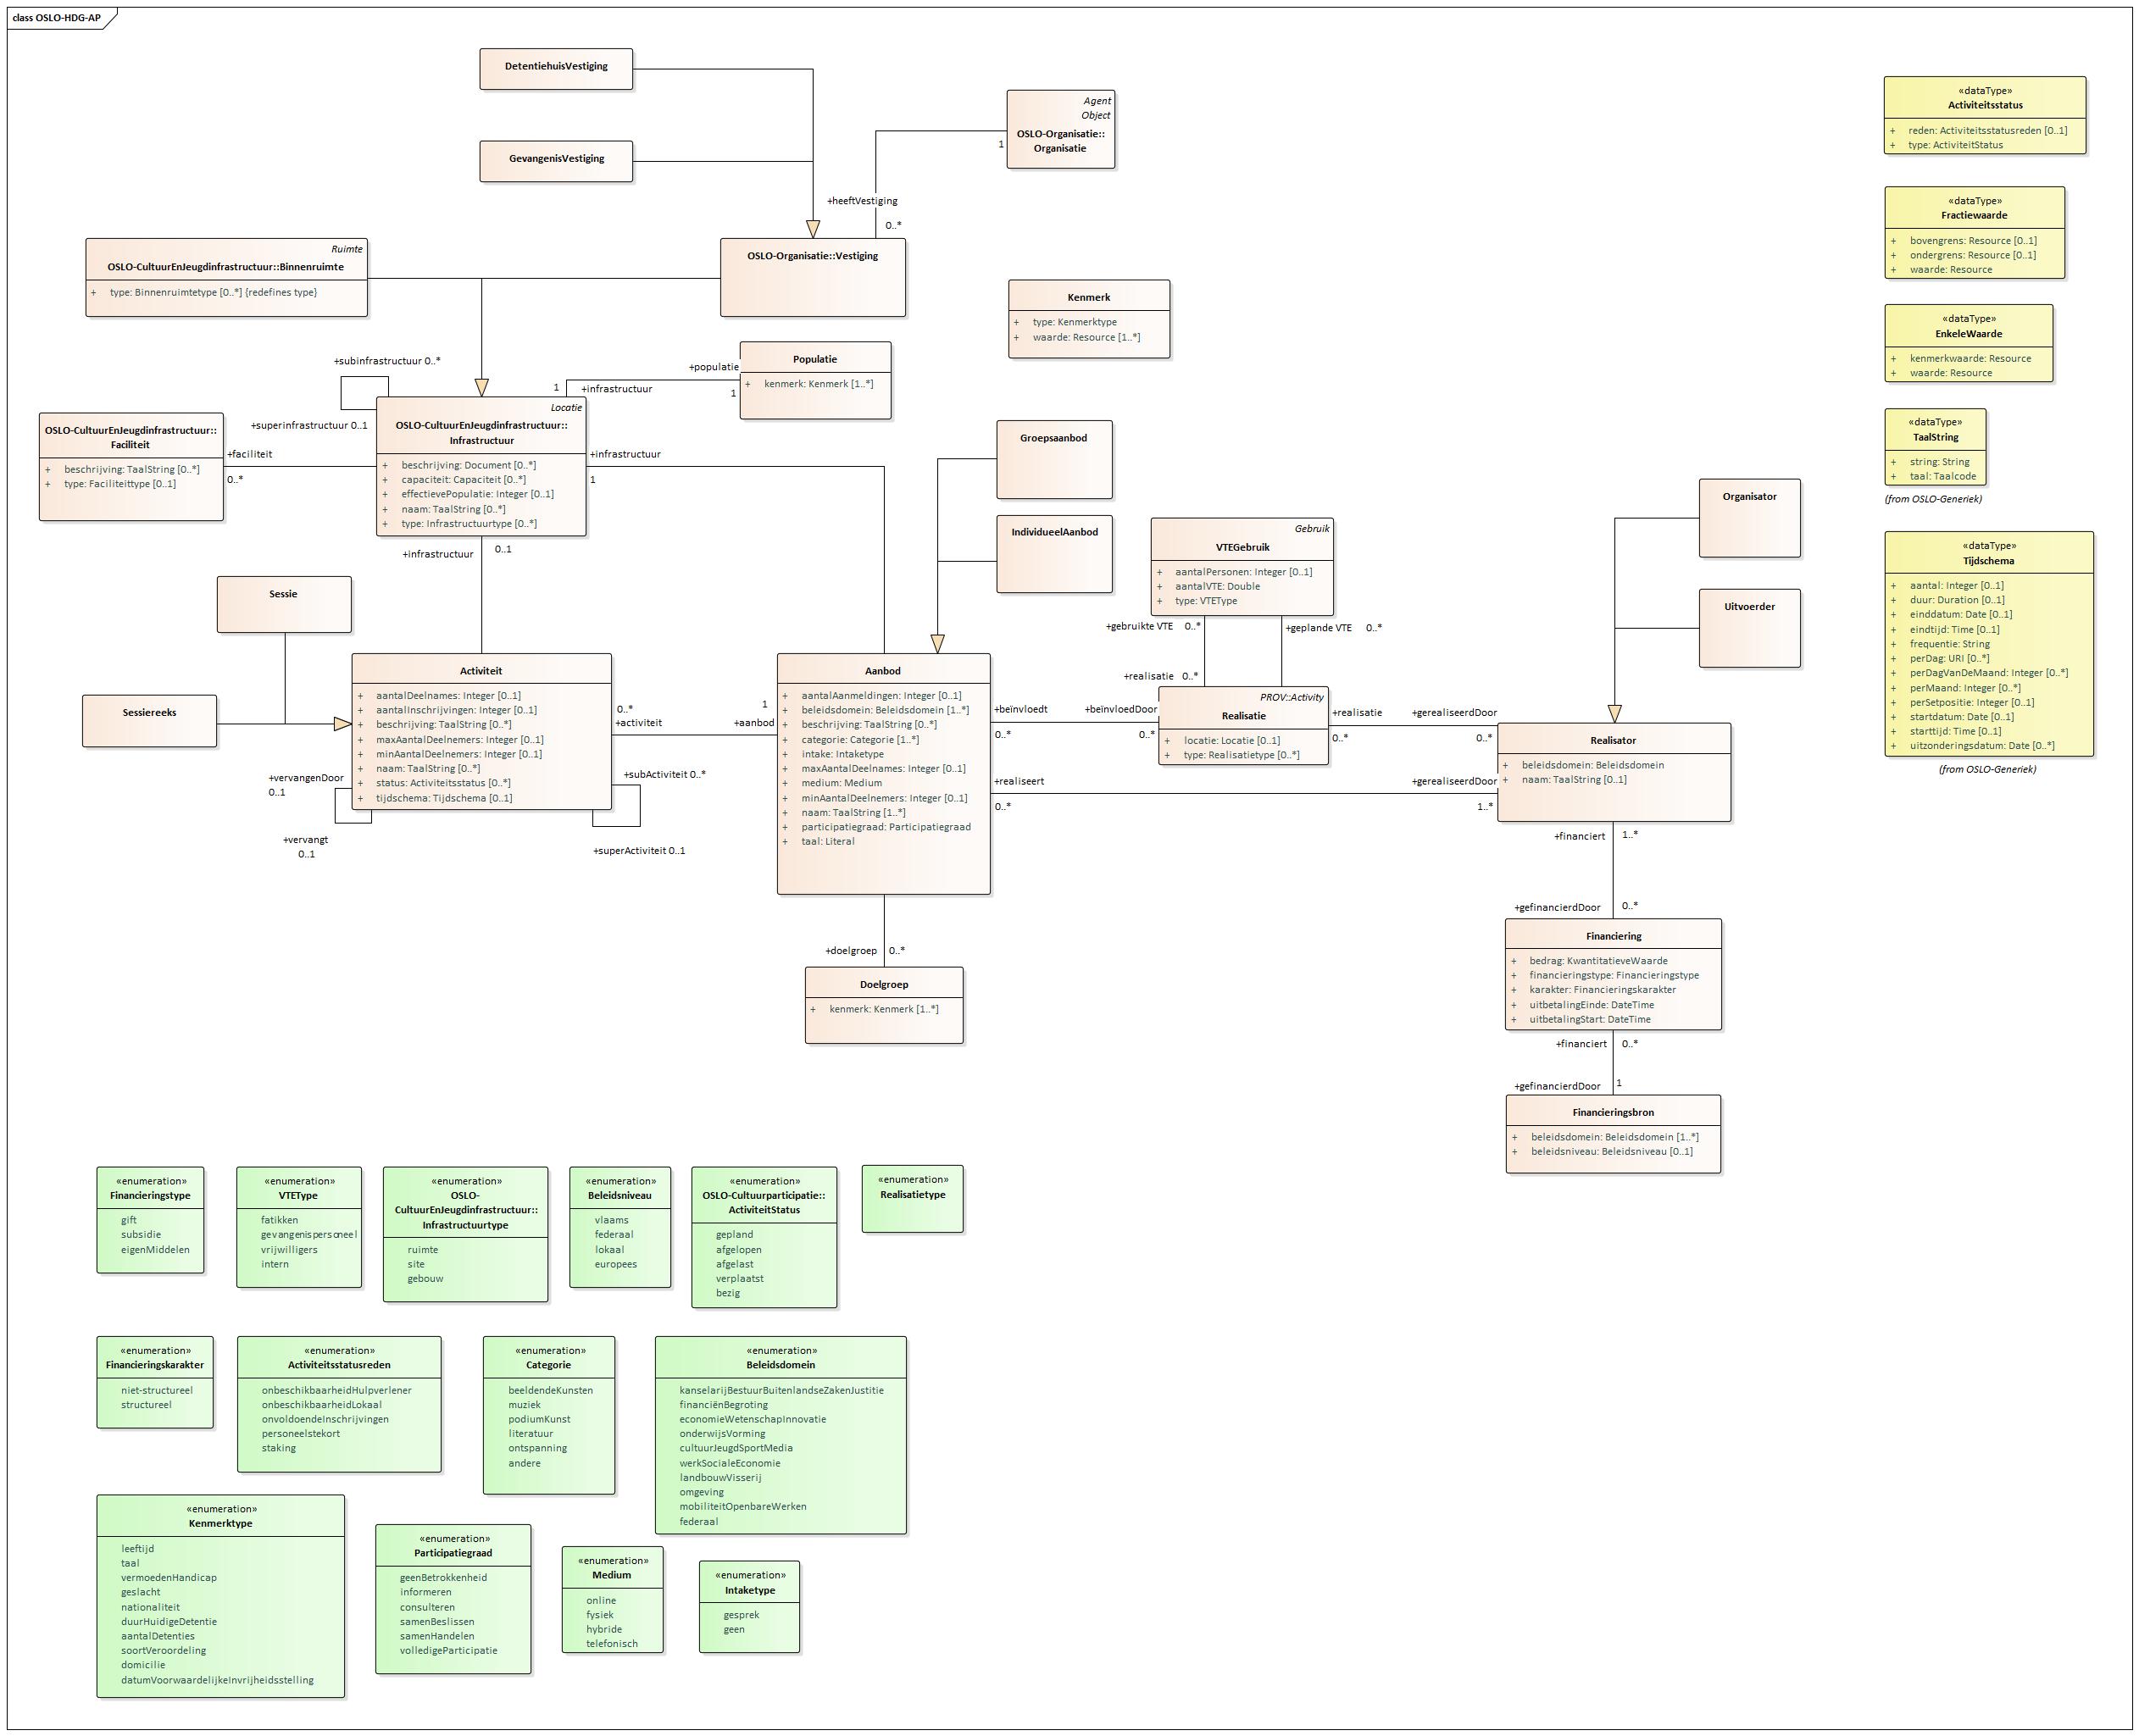 class OSLO-HDG-AP
DetentiehuisVestiging
GevangenisVestiging
Agent
Object
OSLO-Organisatie::
Organisatie
1
+heeftVestiging
0..*
Ruimte
OSLO-CultuurEnJeugdinfrastructuur::Binnenruimte
+ type: Binnenruimtetype [0..*] {redefines type}
OSLO-Organisatie::Vestiging
Kenmerk
+ type: Kenmerktype
+ waarde: Resource [1..*]
+subinfrastructuur 0..*
+superinfrastructuur 0..1
1
+infrastructuur
+populatie
1
Populatie
+ kenmerk: Kenmerk [1..*]
OSLO-CultuurEnJeugdinfrastructuur::
Faciliteit
+ beschrijving: TaalString [0..*]
+ type: Faciliteittype [0..1]
+faciliteit
0..*
Locatie
OSLO-CultuurEnJeugdinfrastructuur::
Infrastructuur
+ beschrijving: Document [0..*]
+ capaciteit: Capaciteit [0..*]
+ effectievePopulatie: Integer [0..1]
+ naam: TaalString [0..*]
+ type: Infrastructuurtype [0..*]
+infrastructuur
1
+infrastructuur
0..1
Groepsaanbod
IndividueelAanbod
Gebruik
VTEGebruik
+ aantalPersonen: Integer [0..1]
+ aantalVTE: Double
+ type: VTEType
+gebruikte VTE 0..*
+geplande VTE 0..*
+realisatie 0..*
Organisator
Uitvoerder
Sessie
Sessiereeks
Activiteit
+ aantalDeelnames: Integer [0..1]
+ aantalInschrijvingen: Integer [0..1]
+ beschrijving: TaalString [0..*]
+ maxAantalDeelnemers: Integer [0..1]
+ minAantalDeelnemers: Integer [0..1]
+ naam: TaalString [0..*]
+ status: Activiteitsstatus [0..*]
+ tijdschema: Tijdschema [0..1]
+vervangenDoor
0..1
+vervangt
0..1
+subActiviteit 0..*
+superActiviteit 0..1
0..*
+activiteit
1
+aanbod
Aanbod
+ aantalAanmeldingen: Integer [0..1]
+ beleidsdomein: Beleidsdomein [1..*]
+ beschrijving: TaalString [0..*]
+ categorie: Categorie [1..*]
+ intake: Intaketype
+ maxAantalDeelnames: Integer [0..1]
+ medium: Medium
+ minAantalDeelnemers: Integer [0..1]
+ naam: TaalString [1..*]
+ participatiegraad: Participatiegraad
+ taal: Literal
+beïnvloedt
0..*
+beïnvloedDoor
0..*
PROV::Activity
Realisatie
+ locatie: Locatie [0..1]
+ type: Realisatietype [0..*]
+realisatie
0..*
+gerealiseerdDoor
0..*
+realiseert
0..*
+gerealiseerdDoor
1..*
Realisator
+ beleidsdomein: Beleidsdomein
+ naam: TaalString [0..1]
+financiert 1..*
+gefinancierdDoor 0..*
Financiering
+ bedrag: KwantitatieveWaarde
+ financieringstype: Financieringstype
+ karakter: Financieringskarakter
+ uitbetalingEinde: DateTime
+ uitbetalingStart: DateTime
+financiert 0..*
+gefinancierdDoor 1
Financieringsbron
+ beleidsdomein: Beleidsdomein [1..*]
+ beleidsniveau: Beleidsniveau [0..1]
+doelgroep 0..*
Doelgroep
+ kenmerk: Kenmerk [1..*]
«dataType»
Activiteitsstatus
+ reden: Activiteitsstatusreden [0..1]
+ type: ActiviteitStatus
«dataType»
Fractiewaarde
+ bovengrens: Resource [0..1]
+ ondergrens: Resource [0..1]
+ waarde: Resource
«dataType»
EnkeleWaarde
+ kenmerkwaarde: Resource
+ waarde: Resource
«dataType»
TaalString
+ string: String
+ taal: Taalcode
(from OSLO-Generiek)
«dataType»
Tijdschema
+ aantal: Integer [0..1]
+ duur: Duration [0..1]
+ einddatum: Date [0..1]
+ eindtijd: Time [0..1]
+ frequentie: String
+ perDag: URI [0..*]
+ perDagVanDeMaand: Integer [0..*]
+ perMaand: Integer [0..*]
+ perSetpositie: Integer [0..1]
+ startdatum: Date [0..1]
+ starttijd: Time [0..1]
+ uitzonderingsdatum: Date [0..*]
(from OSLO-Generiek)
«enumeration»
Financieringstype
gift
subsidie
eigenMiddelen
«enumeration»
VTEType
fatikken
gevangenispersoneel
vrijwilligers
intern
«enumeration»
OSLO-
CultuurEnJeugdinfrastructuur::
Infrastructuurtype
ruimte
site
gebouw
«enumeration»
Beleidsniveau
vlaams
federaal
lokaal
europees
«enumeration»
OSLO-Cultuurparticipatie::
ActiviteitStatus
gepland
afgelopen
afgelast
verplaatst
bezig
«enumeration»
Realisatietype
«enumeration»
Financieringskarakter
niet-structureel
structureel
«enumeration»
Activiteitsstatusreden
onbeschikbaarheidHulpverlener
onbeschikbaarheidLokaal
onvoldoendeInschrijvingen
personeelstekort
staking
«enumeration»
Categorie
beeldendeKunsten
muziek
podiumKunst
literatuur
ontspanning
andere
«enumeration»
Beleidsdomein
kanselarijBestuurBuitenlandseZakenJustitie
financiënBegroting
economieWetenschapInnovatie
onderwijsVorming
cultuurJeugdSportMedia
werkSocialeEconomie
landbouwVisserij
omgeving
mobiliteitOpenbareWerken
federaal
«enumeration»
Kenmerktype
leeftijd
taal
vermoedenHandicap
geslacht
nationaliteit
duurHuidigeDetentie
aantalDetenties
soortVeroordeling
domicilie
datumVoorwaardelijkeInvrijheidsstelling
«enumeration»
Participatiegraad
geenBetrokkenheid
informeren
consulteren
samenBeslissen
samenHandelen
volledigeParticipatie
«enumeration»
Medium
online
fysiek
hybride
telefonisch
«enumeration»
Intaketype
gesprek
geen